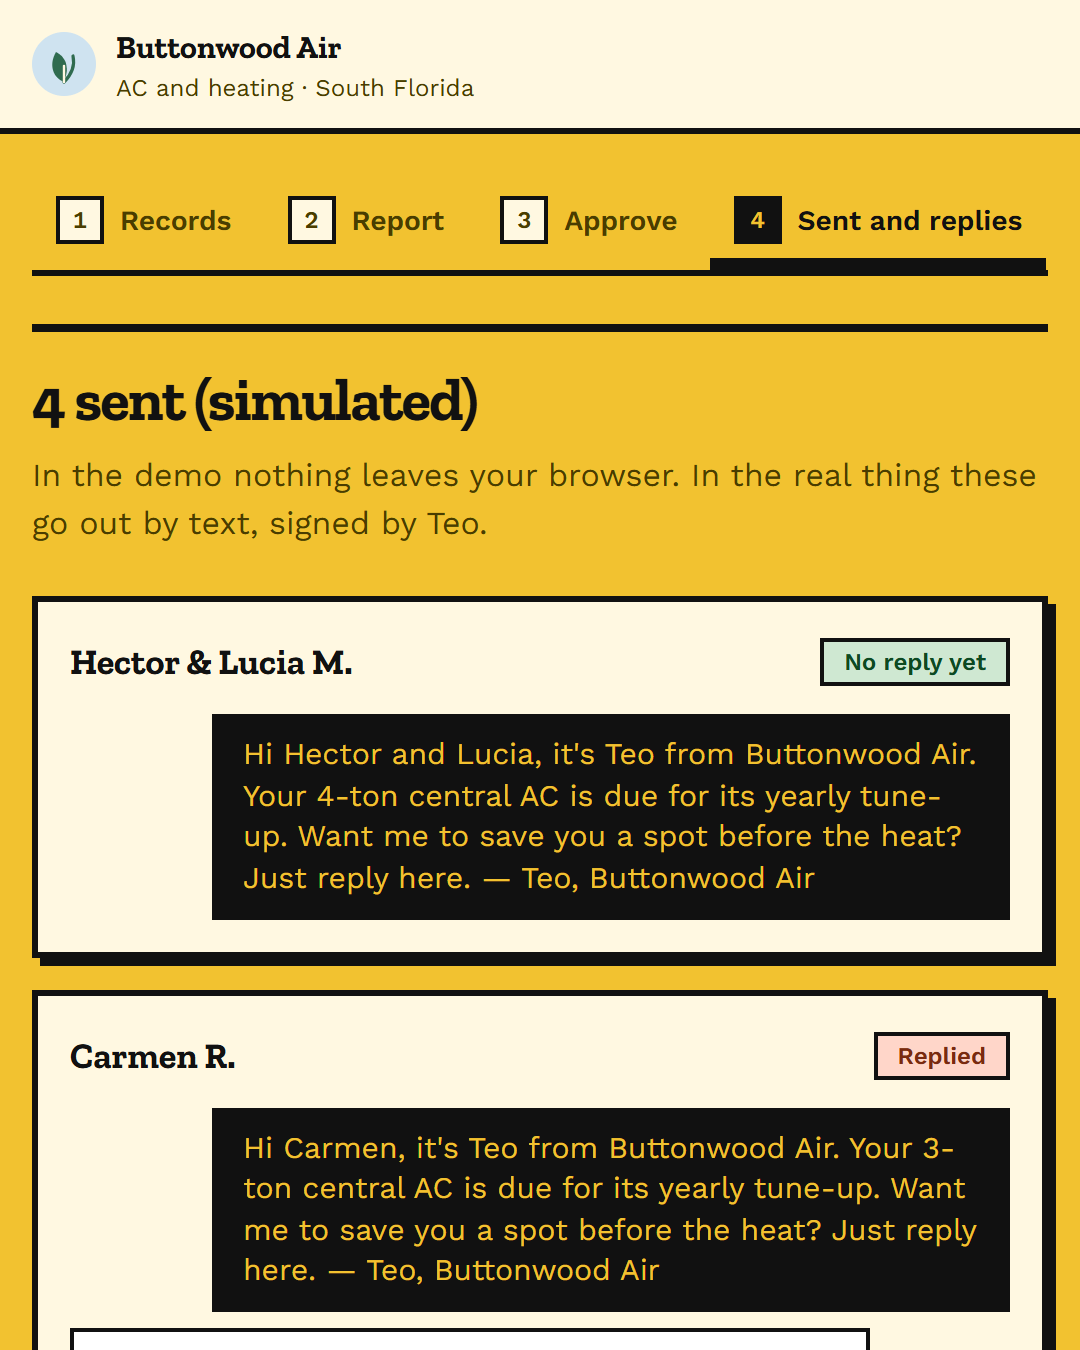 Buttonwood Air
AC and heating · South Florida
1 Records
2 Report
3 Approve
4 Sent and replies
4 sent (simulated)
In the demo nothing leaves your browser. In the real thing these
go out by text, signed by Teo.
Hector & Lucia M.
No reply yet
Hi Hector and Lucia, it's Teo from Buttonwood Air.
Your 4-ton central AC is due for its yearly tune-
up. Want me to save you a spot before the heat?
Just reply here. — Teo, Buttonwood Air
Carmen R.
Replied
Hi Carmen, it's Teo from Buttonwood Air. Your 3-
ton central AC is due for its yearly tune-up. Want
me to save you a spot before the heat? Just reply
here. — Teo, Buttonwood Air